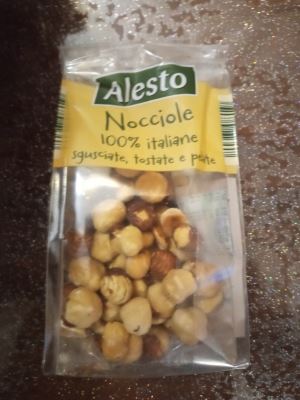 Alesto
Nocciole
100% italiane
sgusciate, tostate e pelate